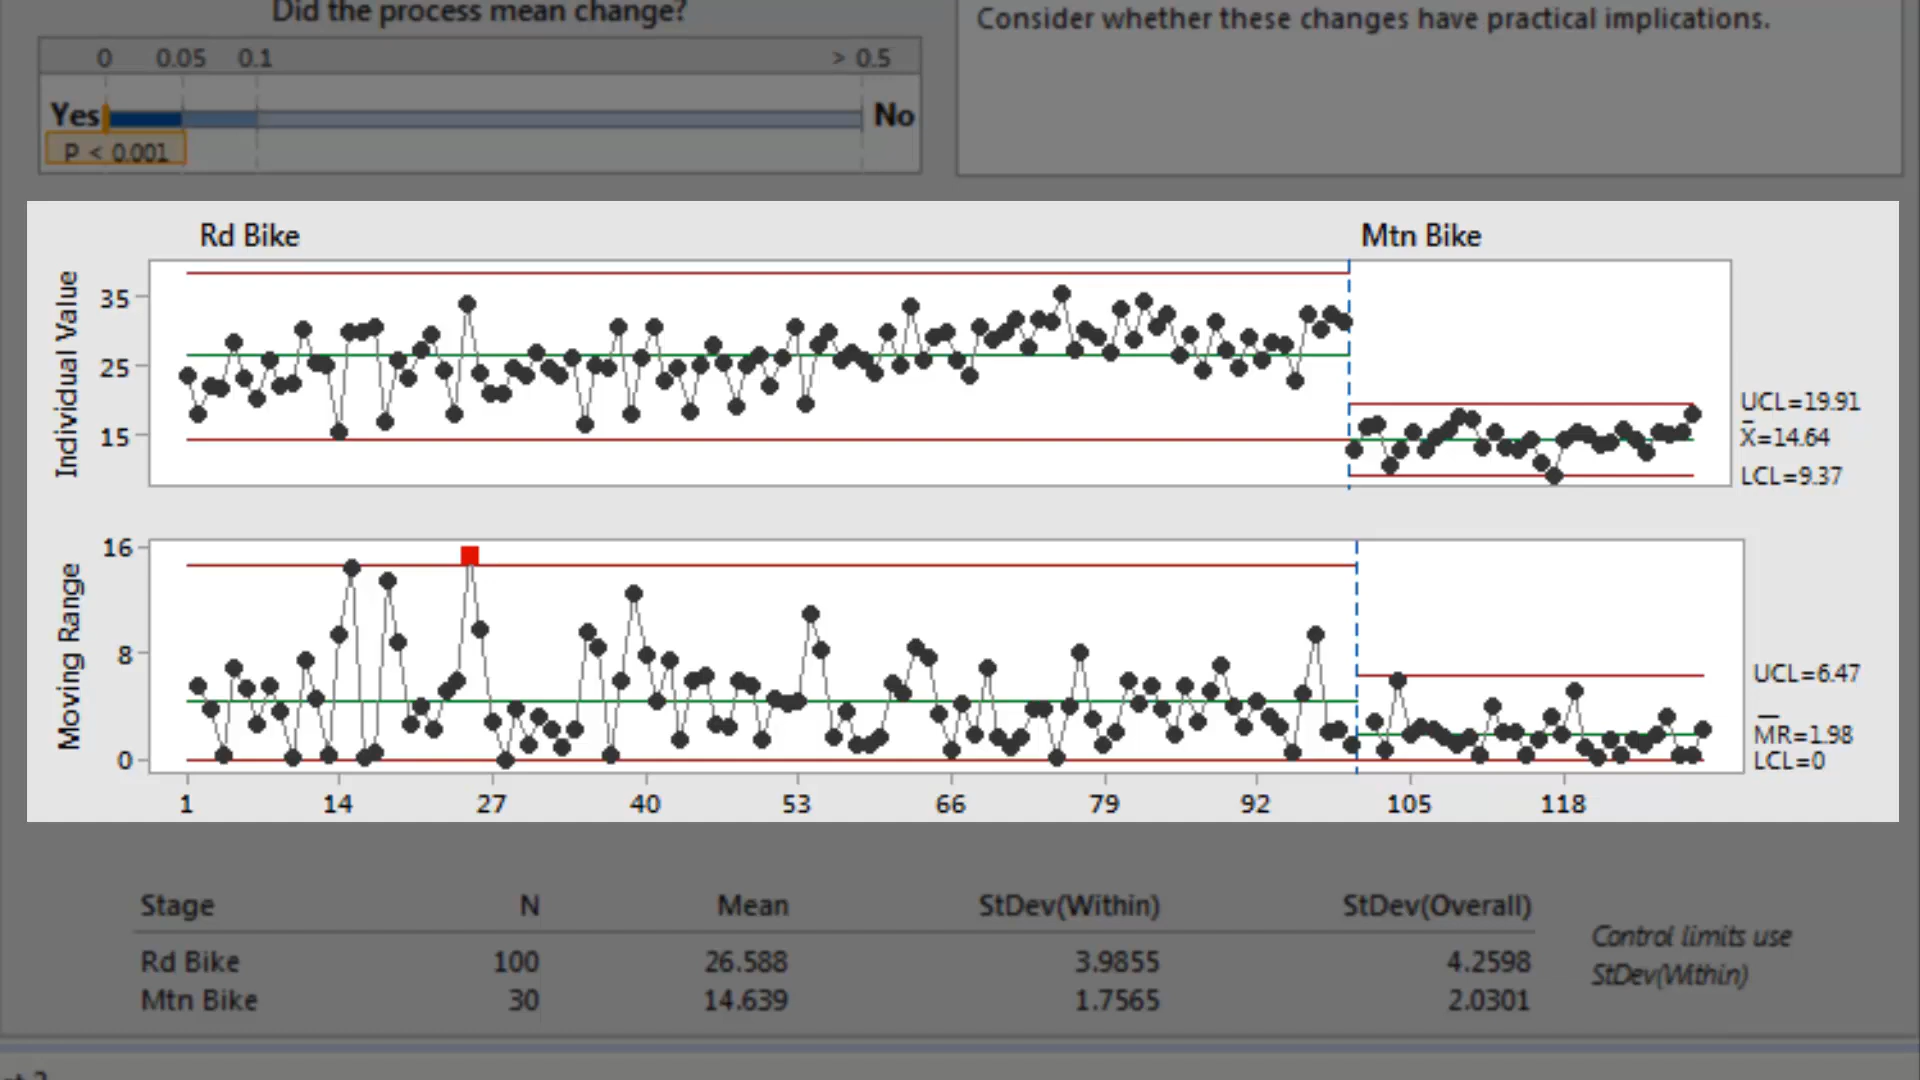 Did the process mean change?
Consider whether these changes have practical implications.
0 0.05 0.1 > 0.5
Yes No
P < 0.001
Rd Bike Mtn Bike
Individual Value
35
25
15
UCL=19.91
X=14.64
LCL=9.37
Moving Range
16
8
0
UCL=6.47
MR=1.98
LCL=0
1 14 27 40 53 66 79 92 105 118
Stage N Mean StDev(Within) StDev(Overall)
Rd Bike 100 26.588 3.9855 4.2598
Mtn Bike 30 14.639 1.7565 2.0301
Control limits use
StDev(Within)